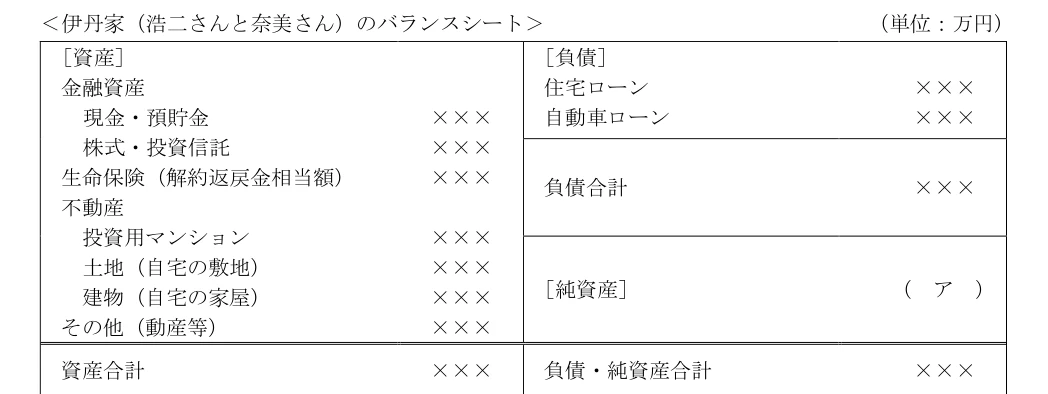 ＜伊丹家（浩二さんと奈美さん）のバランスシート＞ （単位：万円）
［資産］ ［負債］
金融資産 住宅ローン ×××
現金・預貯金 ××× 自動車ローン ×××
株式・投資信託 ×××
生命保険（解約返戻金相当額） ××× 負債合計 ×××
不動産
投資用マンション ×××
土地（自宅の敷地） ×××
［純資産］ （　ア　）
建物（自宅の家屋） ×××
その他（動産等） ×××
資産合計 ××× 負債・純資産合計 ×××